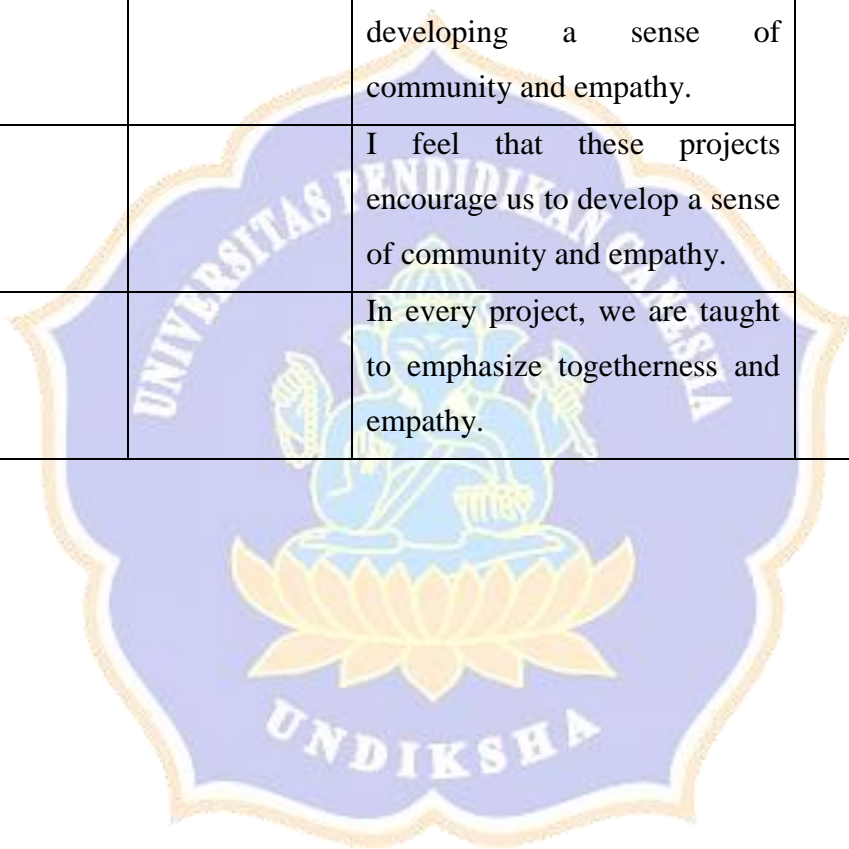 developing a sense of
community and empathy.
I feel that these projects
encourage us to develop a sense
of community and empathy.
In every project, we are taught
to emphasize togetherness and
empathy.
UNIVERSITAS PENDIDIKAN GANESHA
UNDIKSHA